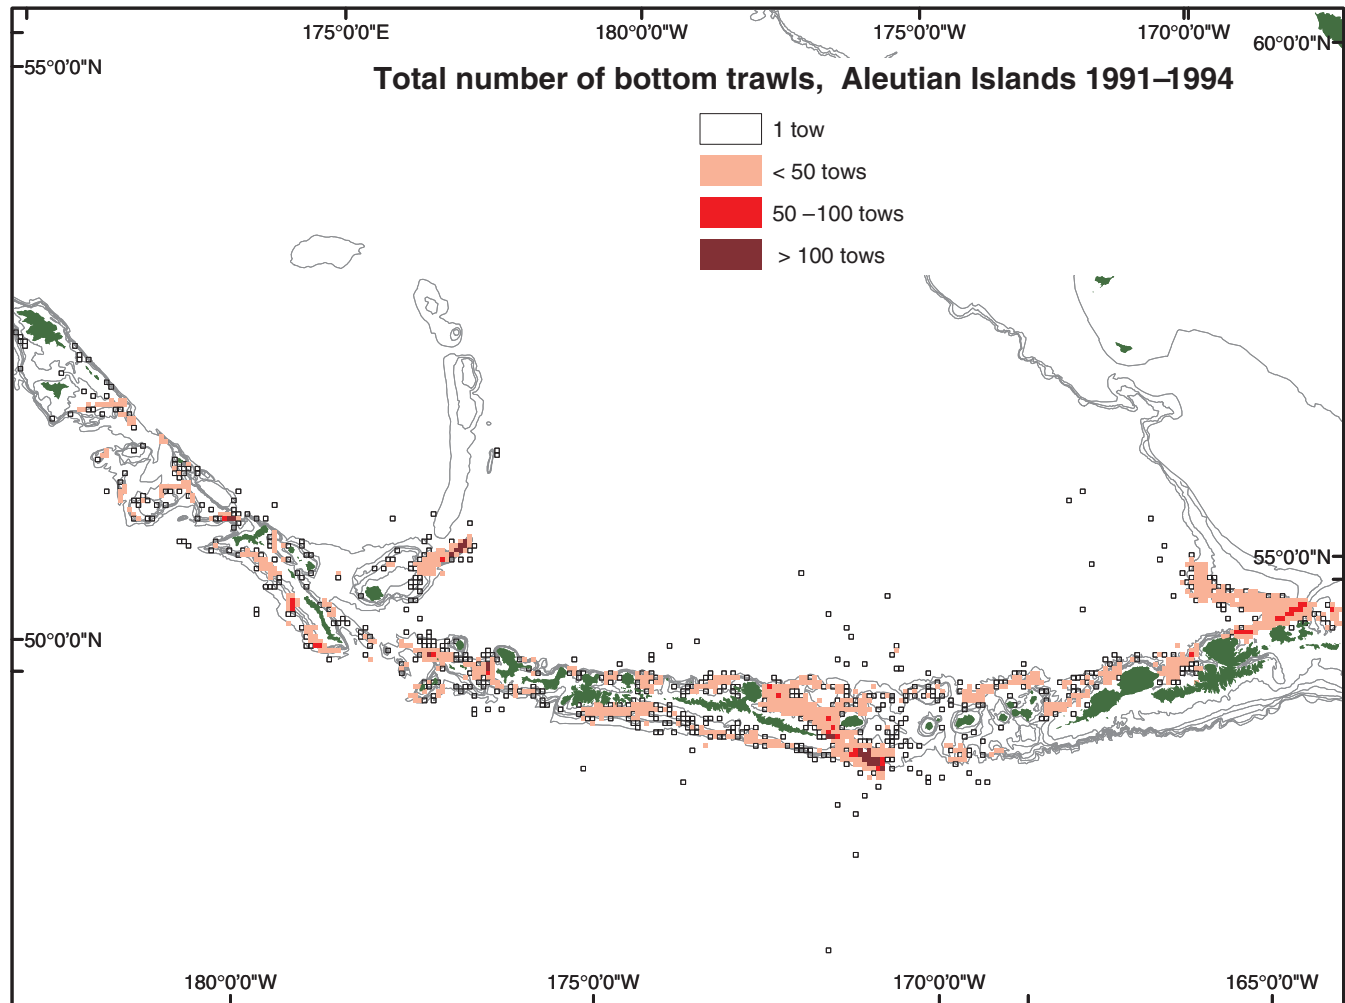 175°0'0"E 180°0'0"W 175°0'0"W 170°0'0"W
60°0'0"N
55°0'0"N
Total number of bottom trawls, Aleutian Islands 1991–1994
1 tow
< 50 tows
50 –100 tows
> 100 tows
55°0'0"N
50°0'0"N
180°0'0"W 175°0'0"W 170°0'0"W 165°0'0"W